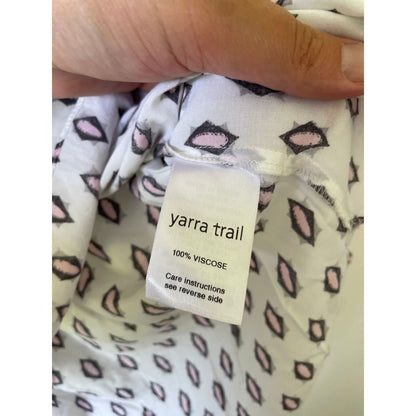 yarra trail
100% VISCOSE
Care instructions
see reverse side